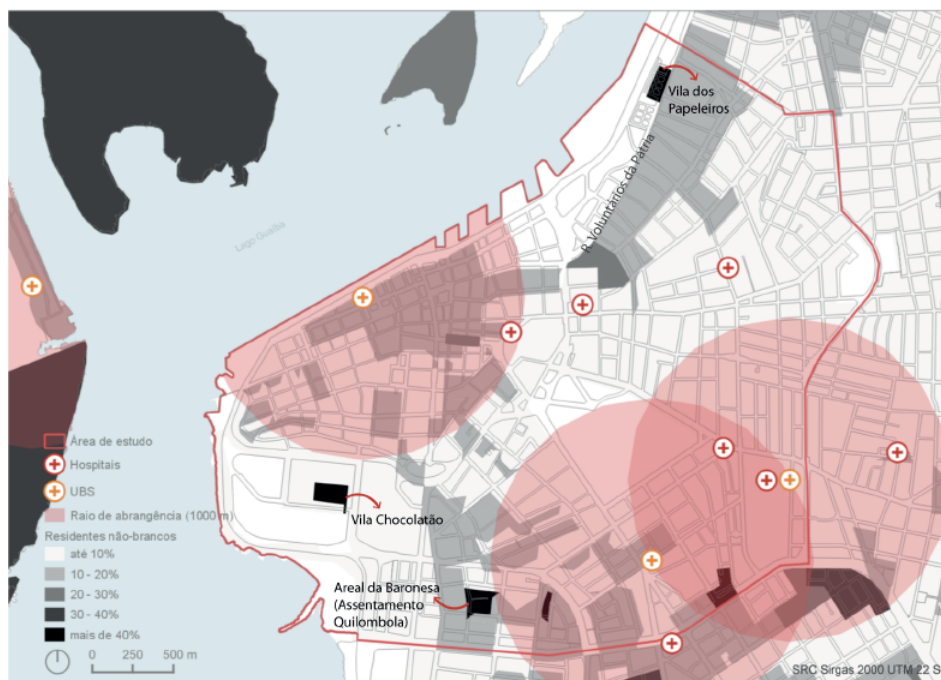 Vila dos
Papeleiros
R. Voluntários da Pátria
Lago Guaíba
Vila Chocolatão
Areal da Baronesa
(Assentamento
Quilombola)
Área de estudo
Hospitais
UBS
Raio de abrangência (1000 m)
Residentes não-brancos
até 10%
10 - 20%
20 - 30%
30 - 40%
mais de 40%
0 250 500 m
SRC Sirgas 2000 UTM 22 S